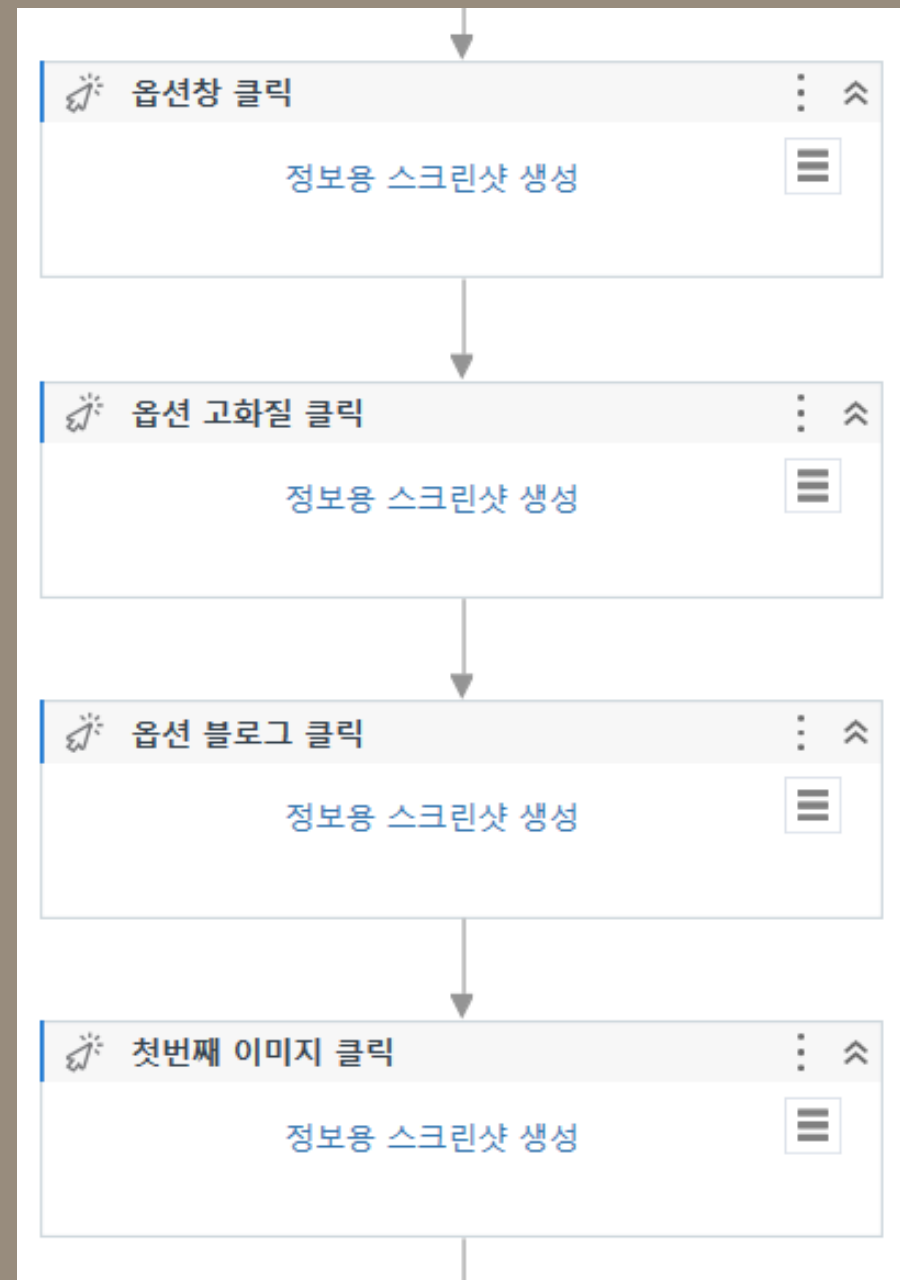 옵션창 클릭
정보용 스크린샷 생성
옵션 고화질 클릭
정보용 스크린샷 생성
옵션 블로그 클릭
정보용 스크린샷 생성
첫번째 이미지 클릭
정보용 스크린샷 생성